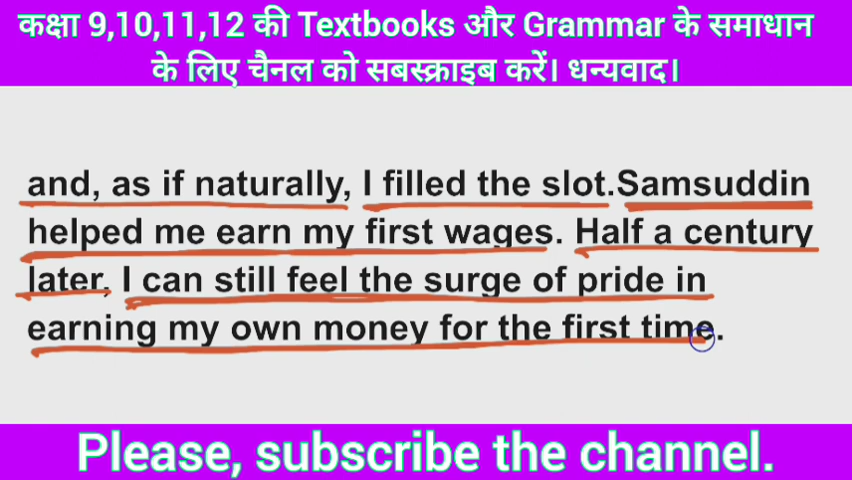 कक्षा 9,10,11,12 की Textbooks और Grammar के समाधान
के लिए चैनल को सबस्क्राइब करें। धन्यवाद।
and, as if naturally, I filled the slot.Samsuddin
helped me earn my first wages. Half a century
later, I can still feel the surge of pride in
earning my own money for the first time.
Please, subscribe the channel.